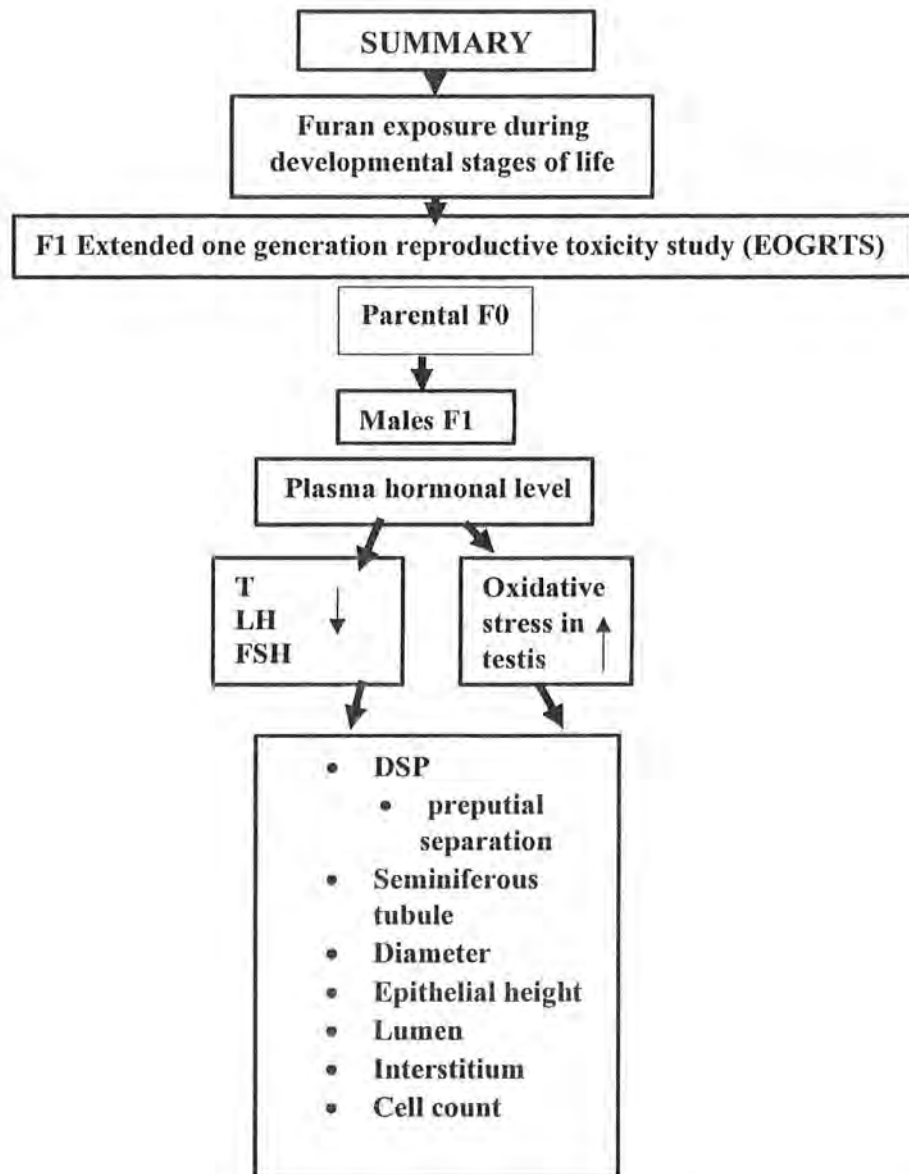 SUMMARY
Furan exposure during
developmental stages of life
F1 Extended one generation reproductive toxicity study (EOGRTS)
Parental F0
Males F1
Plasma hormonal level
T
LH
FSH
Oxidative
stress in
testis
• DSP
• preputial
separation
• Seminiferous
tubule
• Diameter
• Epithelial height
• Lumen
• Interstitium
• Cell count